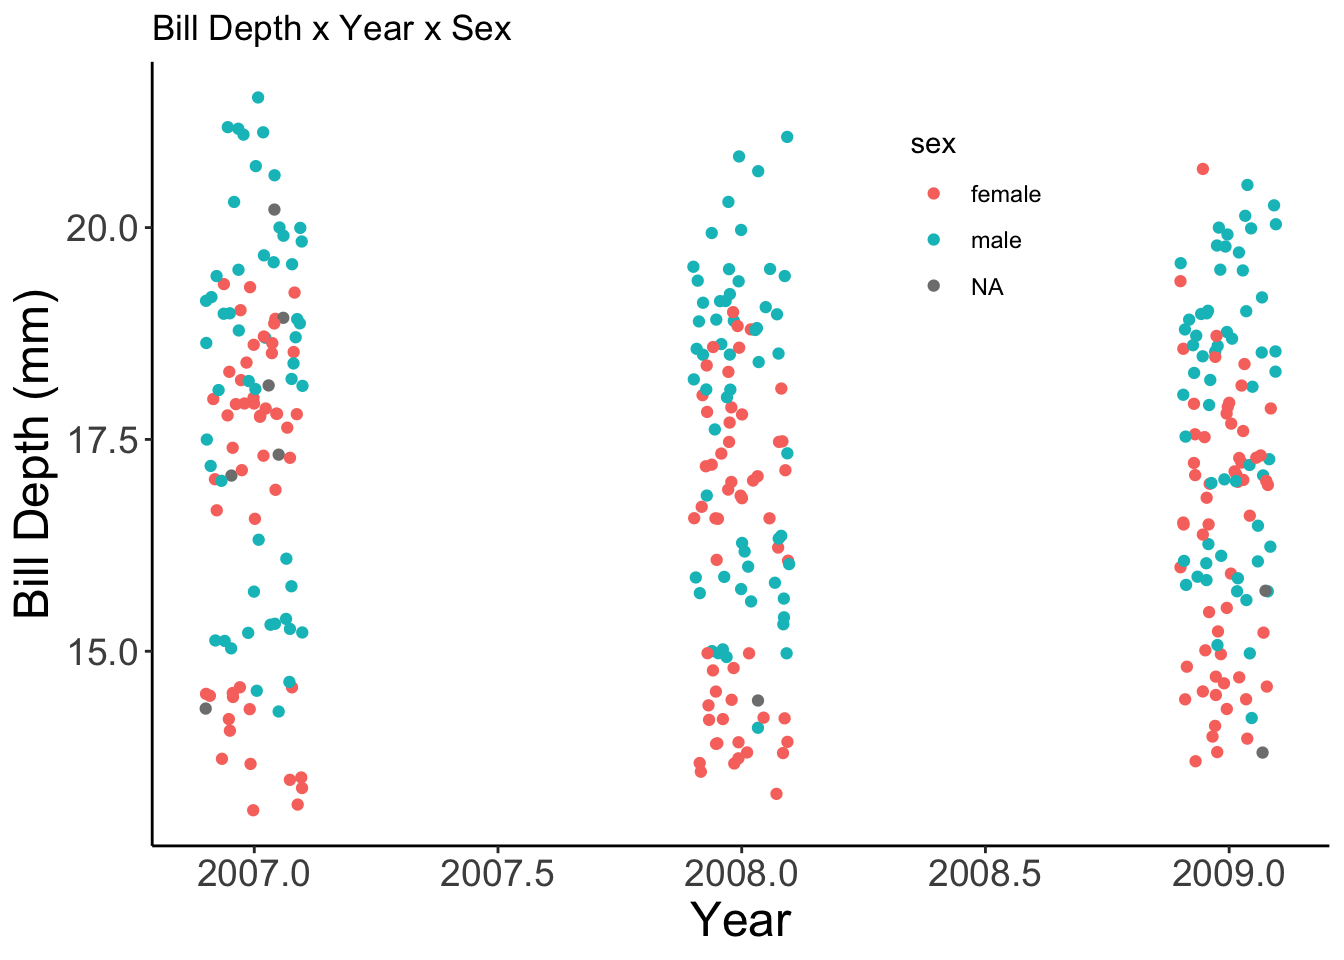 Bill Depth x Year x Sex
Bill Depth (mm)
20.0
17.5
15.0
sex
female
male
NA
2007.0 2007.5 2008.0 2008.5 2009.0
Year